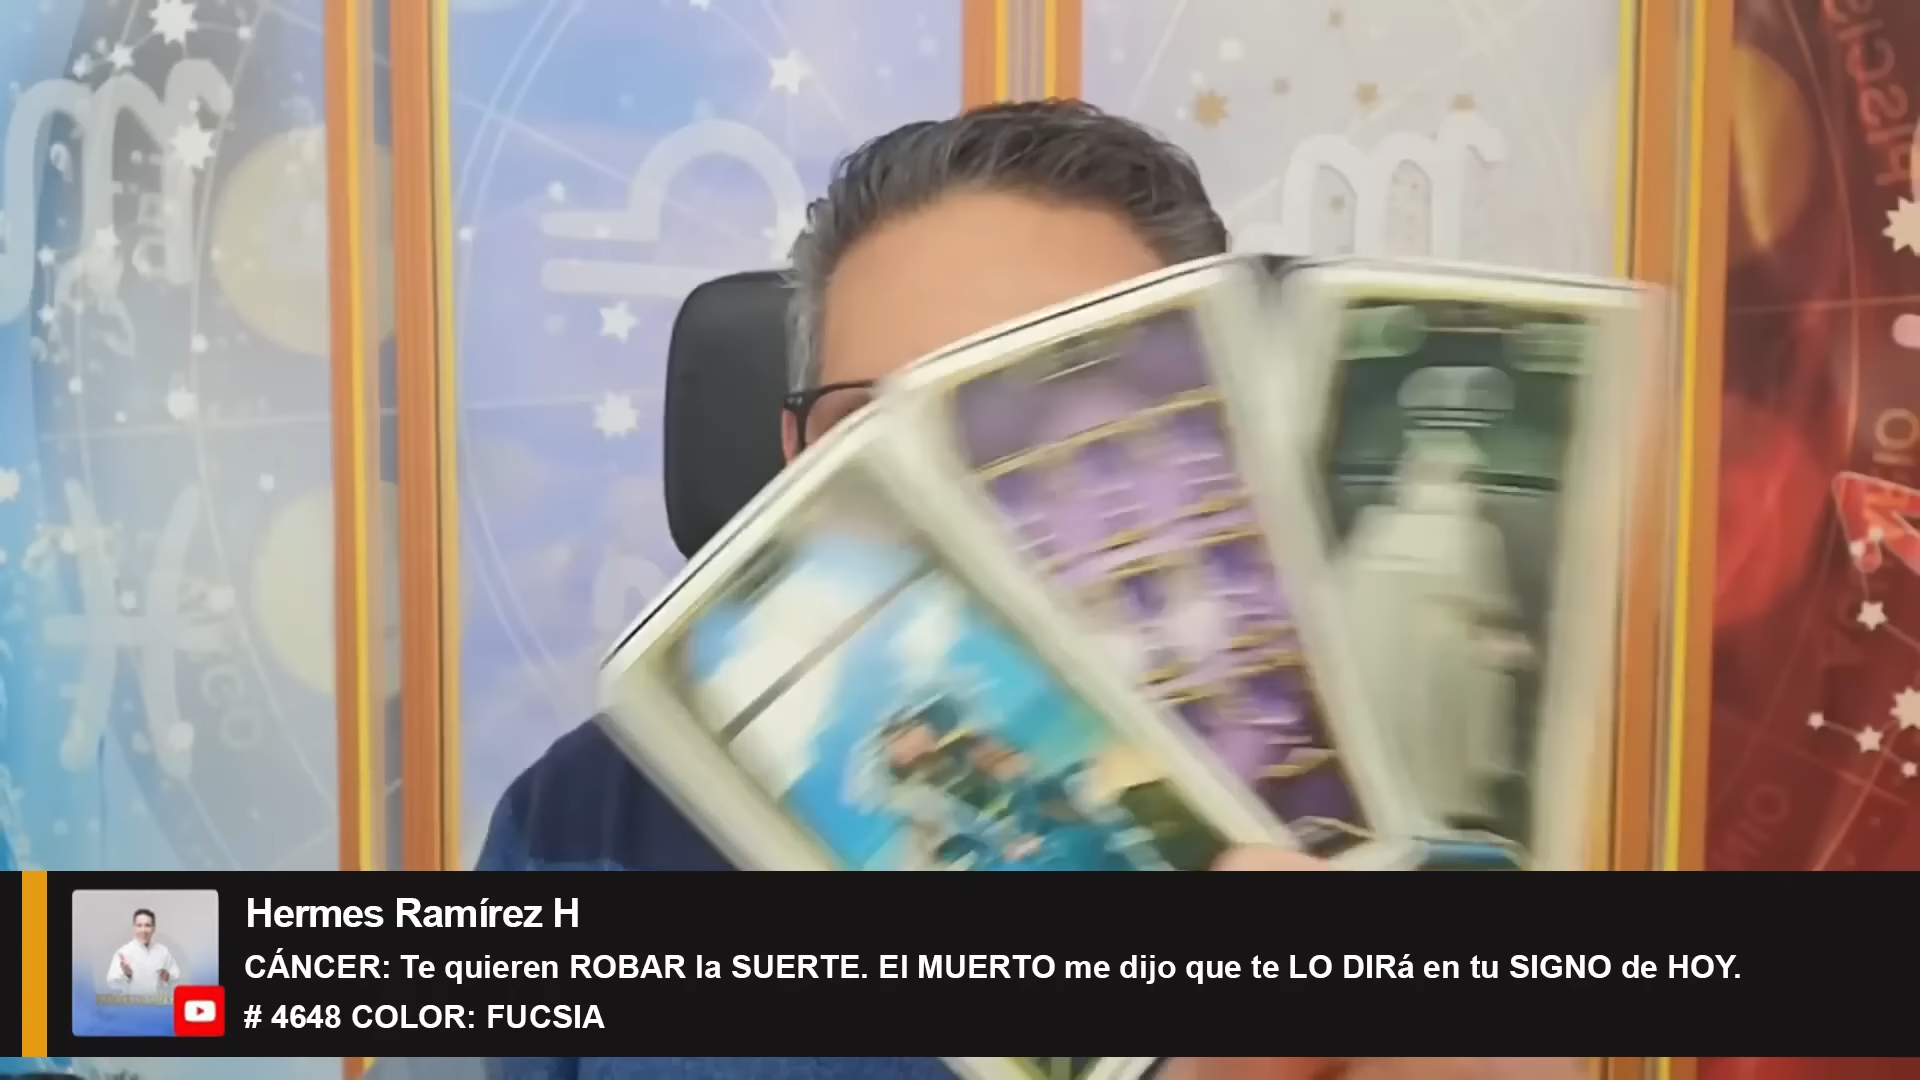 Hermes Ramírez H
CÁNCER: Te quieren ROBAR la SUERTE. El MUERTO me dijo que te LO DIRá en tu SIGNO de HOY.
# 4648 COLOR: FUCSIA